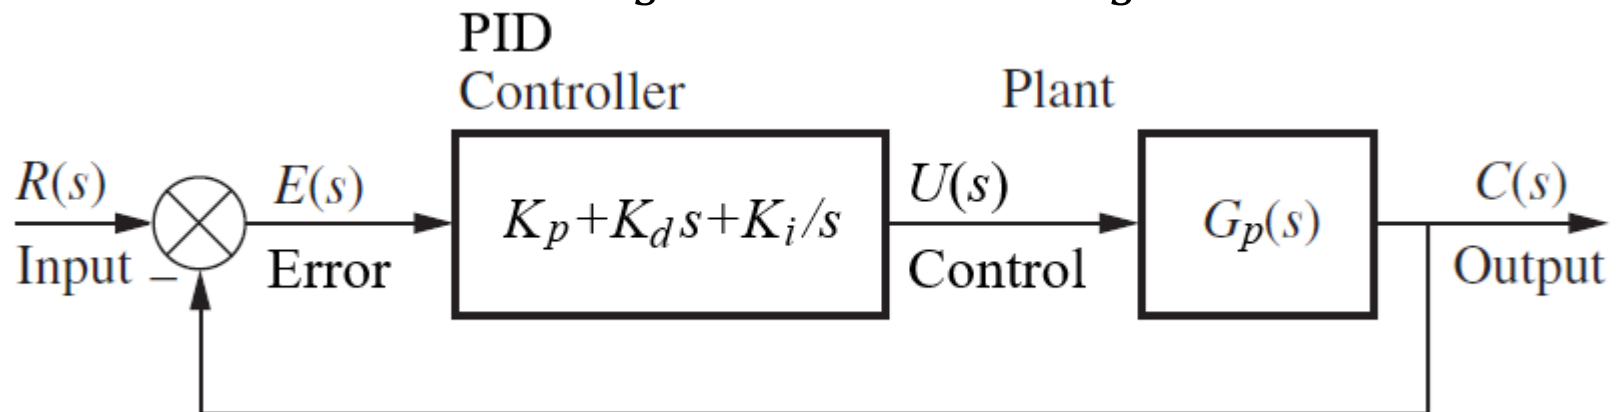 PID
Controller
Plant
R(s)
E(s)
U(s)
C(s)
Kp+Kds+Ki/s
Gp(s)
Input
–
Error
Control
Output